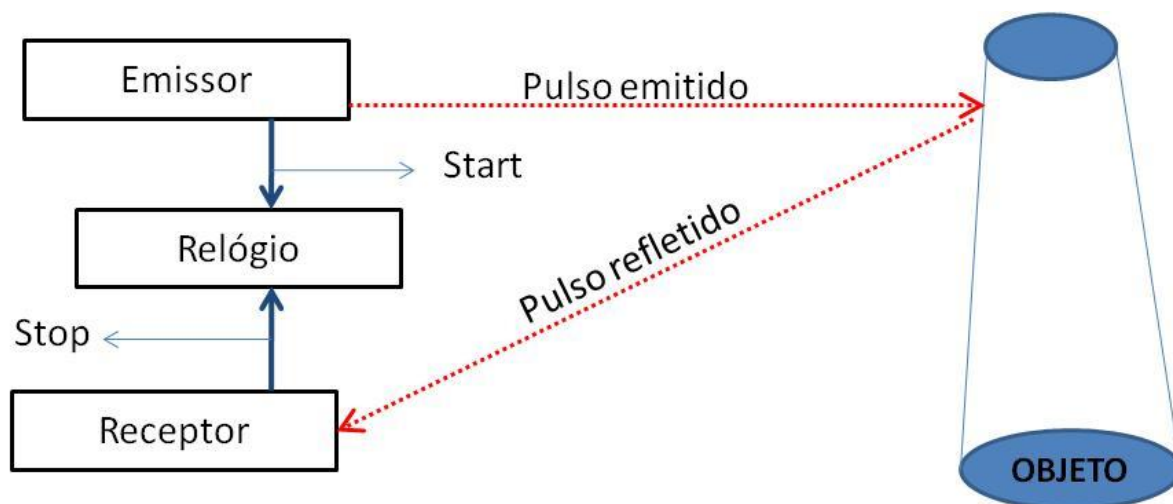 Emissor
Pulso emitido
Start
Relógio
Pulso refletido
Stop
Receptor
OBJETO